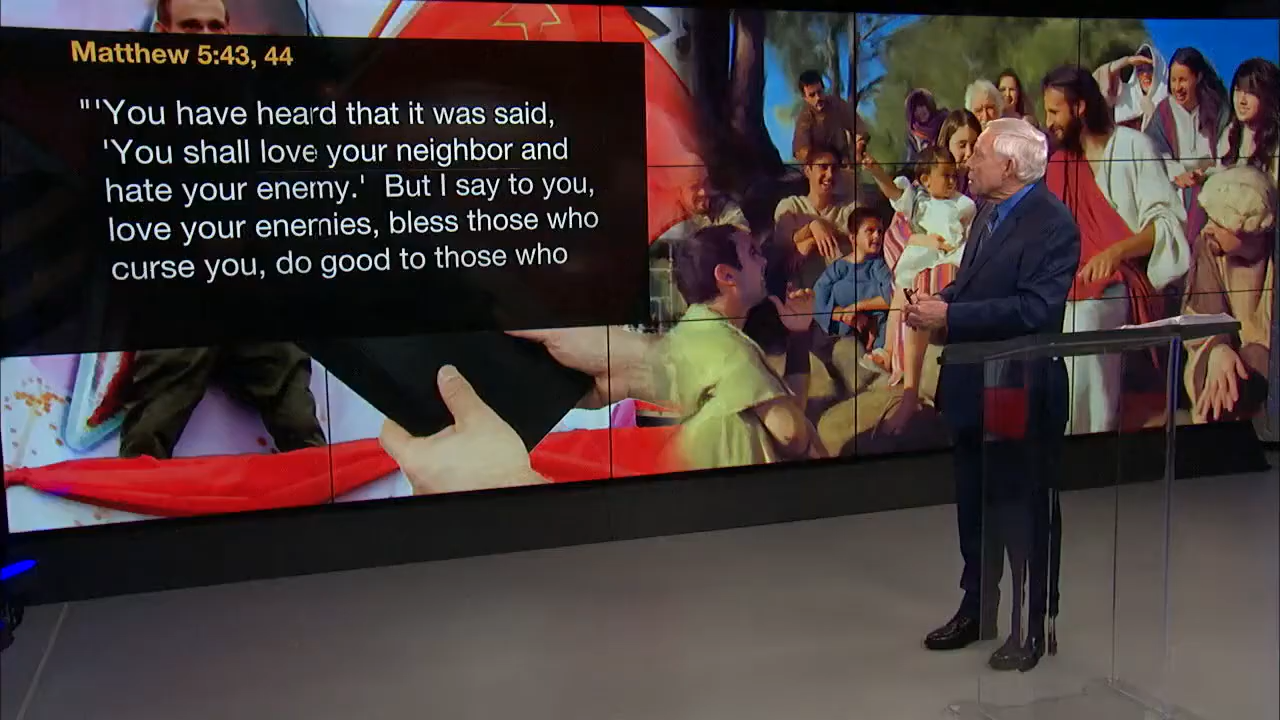 Matthew 5:43, 44
"'You have heard that it was said,
'You shall love your neighbor and
hate your enemy.' But I say to you,
love your enemies, bless those who
curse you, do good to those who